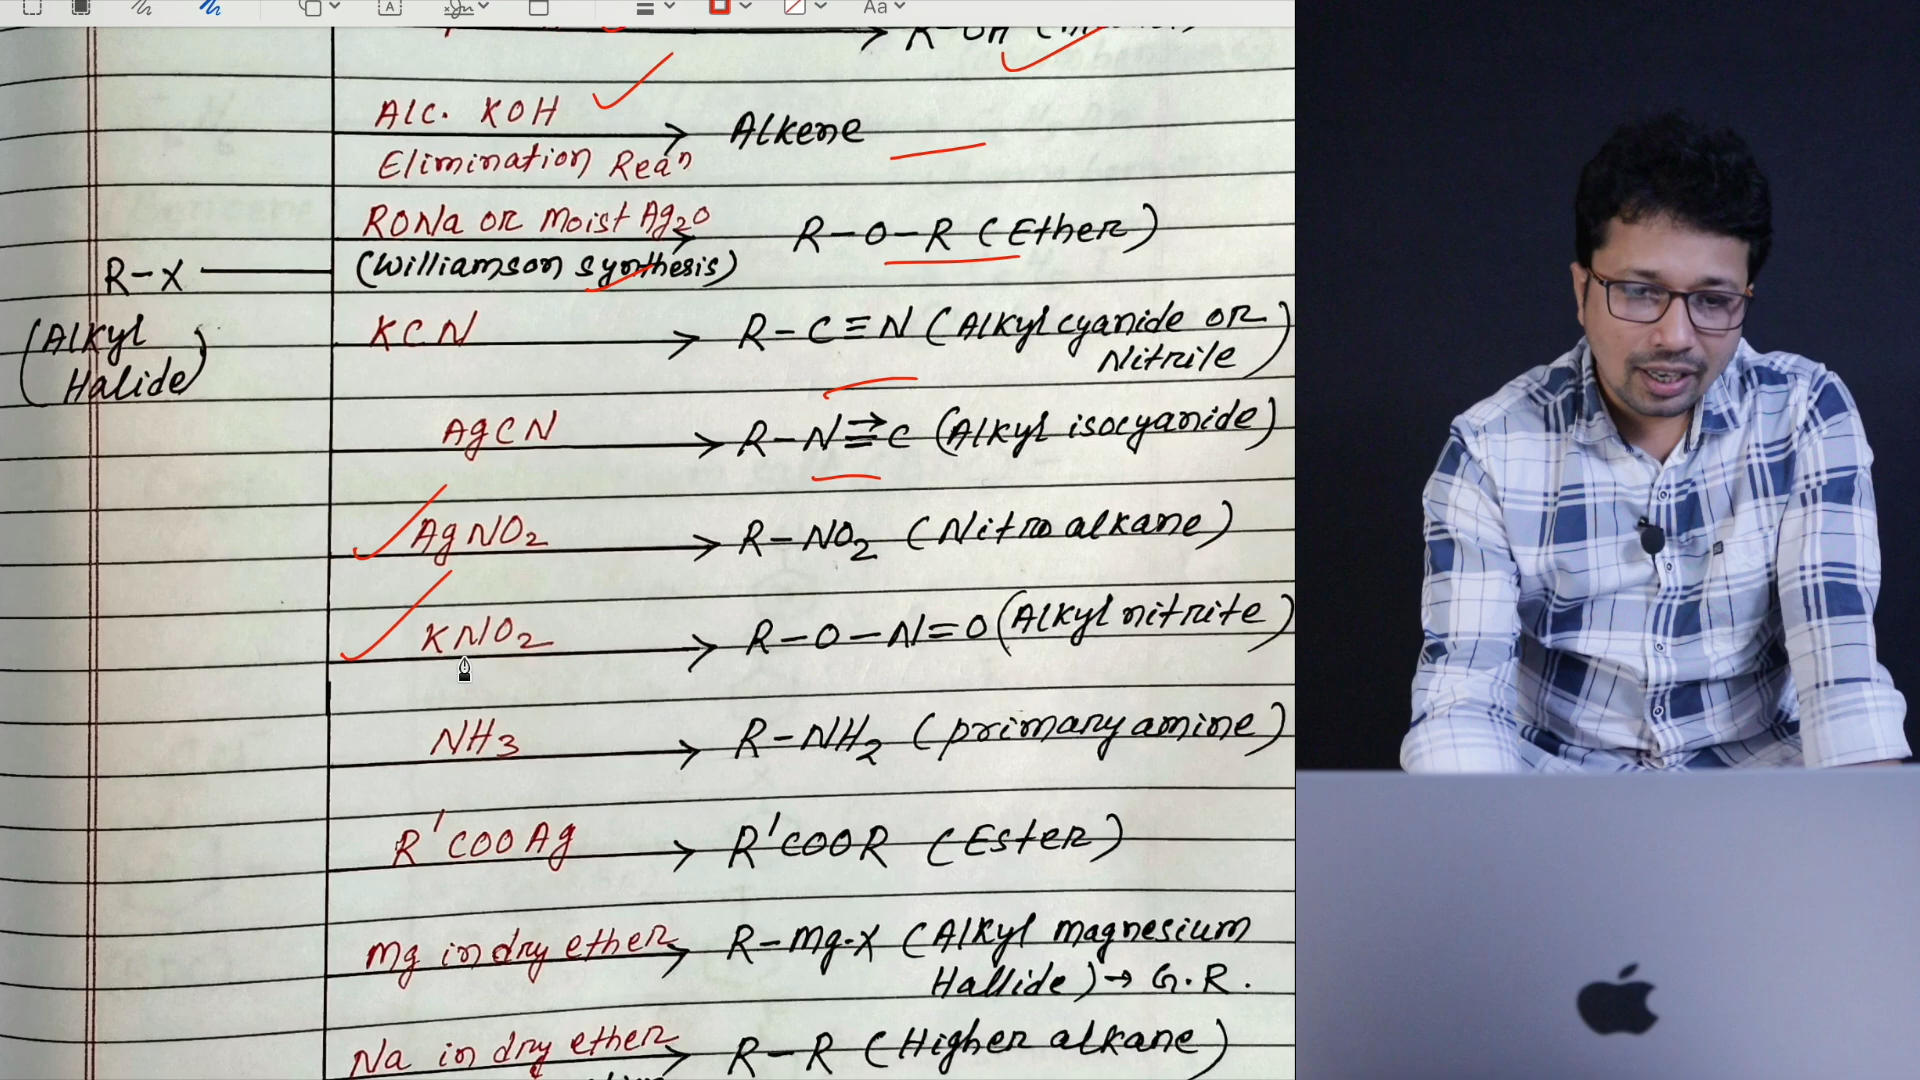 Aa
R-OH
Alc. KOH
Alkene
Elimination Reaⁿ
RONa OR Moist Ag₂O
R-O-R (Ether)
(Williamson synthesis)
R-X
(Alkyl Halide)
KCN
R-C≡N (Alkyl cyanide OR Nitrile)
AgCN
R-N≡C (Alkyl isocyanide)
AgNO₂
R-NO₂ (Nitro alkane)
KNO₂
R-O-N=O (Alkyl nitrite)
NH₃
R-NH₂ (primary amine)
R'COOAg
R'COOR (Ester)
Mg in dry ether
R-Mg-X (Alkyl magnesium Hallide) → G.R.
Na in dry ether
R-R (Higher alkane)